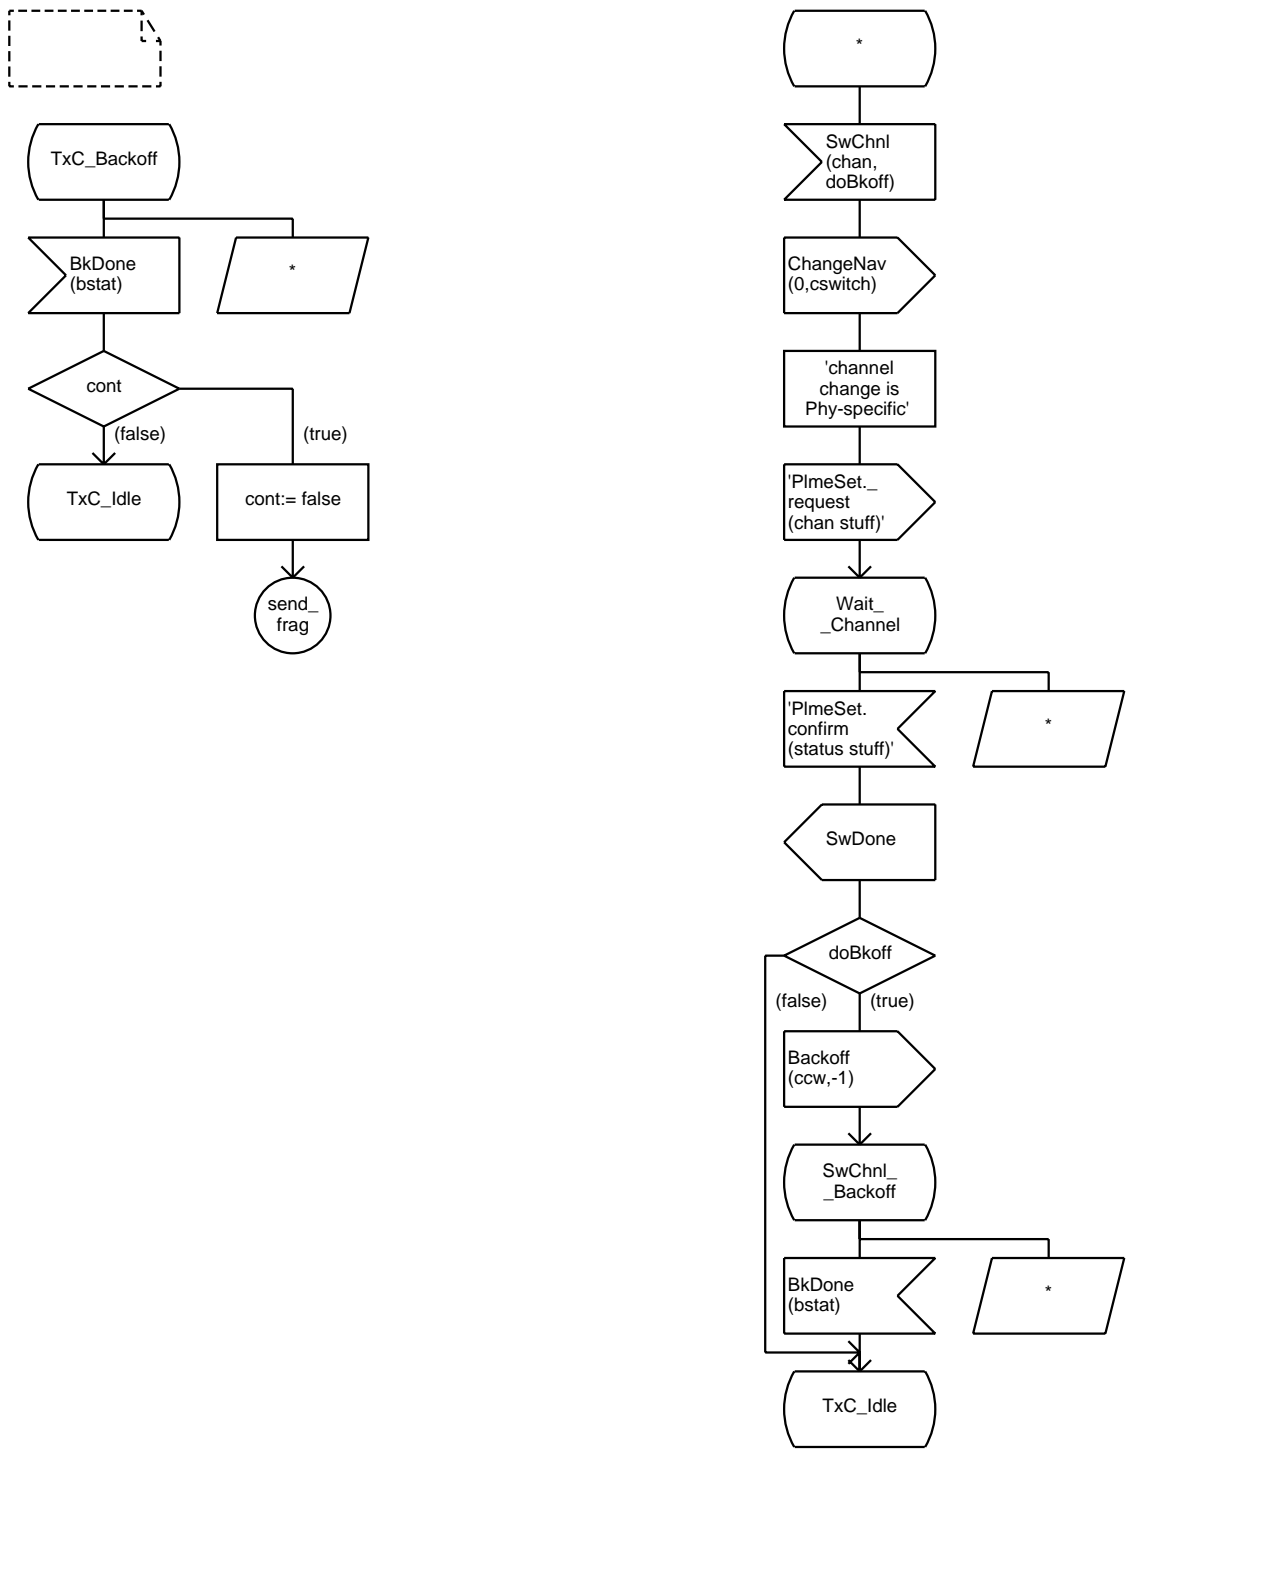 TxC_Backoff
BkDone
(bstat)
*
cont
(false)
(true)
TxC_Idle
cont:= false
send_
frag
*
SwChnl
(chan,
doBkoff)
ChangeNav
(0,cswitch)
'channel
change is
Phy-specific'
'PlmeSet._
request
(chan stuff)'
Wait_
_Channel
'PlmeSet.
confirm
(status stuff)'
*
SwDone
doBkoff
(false)
(true)
Backoff
(ccw,-1)
SwChnl_
_Backoff
BkDone
(bstat)
*
TxC_Idle